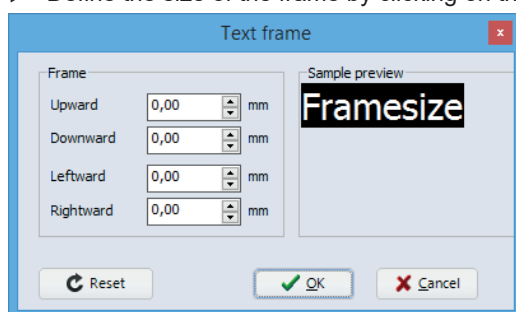 Define the size of the frame by clicking on th
Text frame
x
Frame
Upward 0,00 mm
Downward 0,00 mm
Leftward 0,00 mm
Rightward 0,00 mm
Sample preview
Framesize
Reset
OK
Cancel